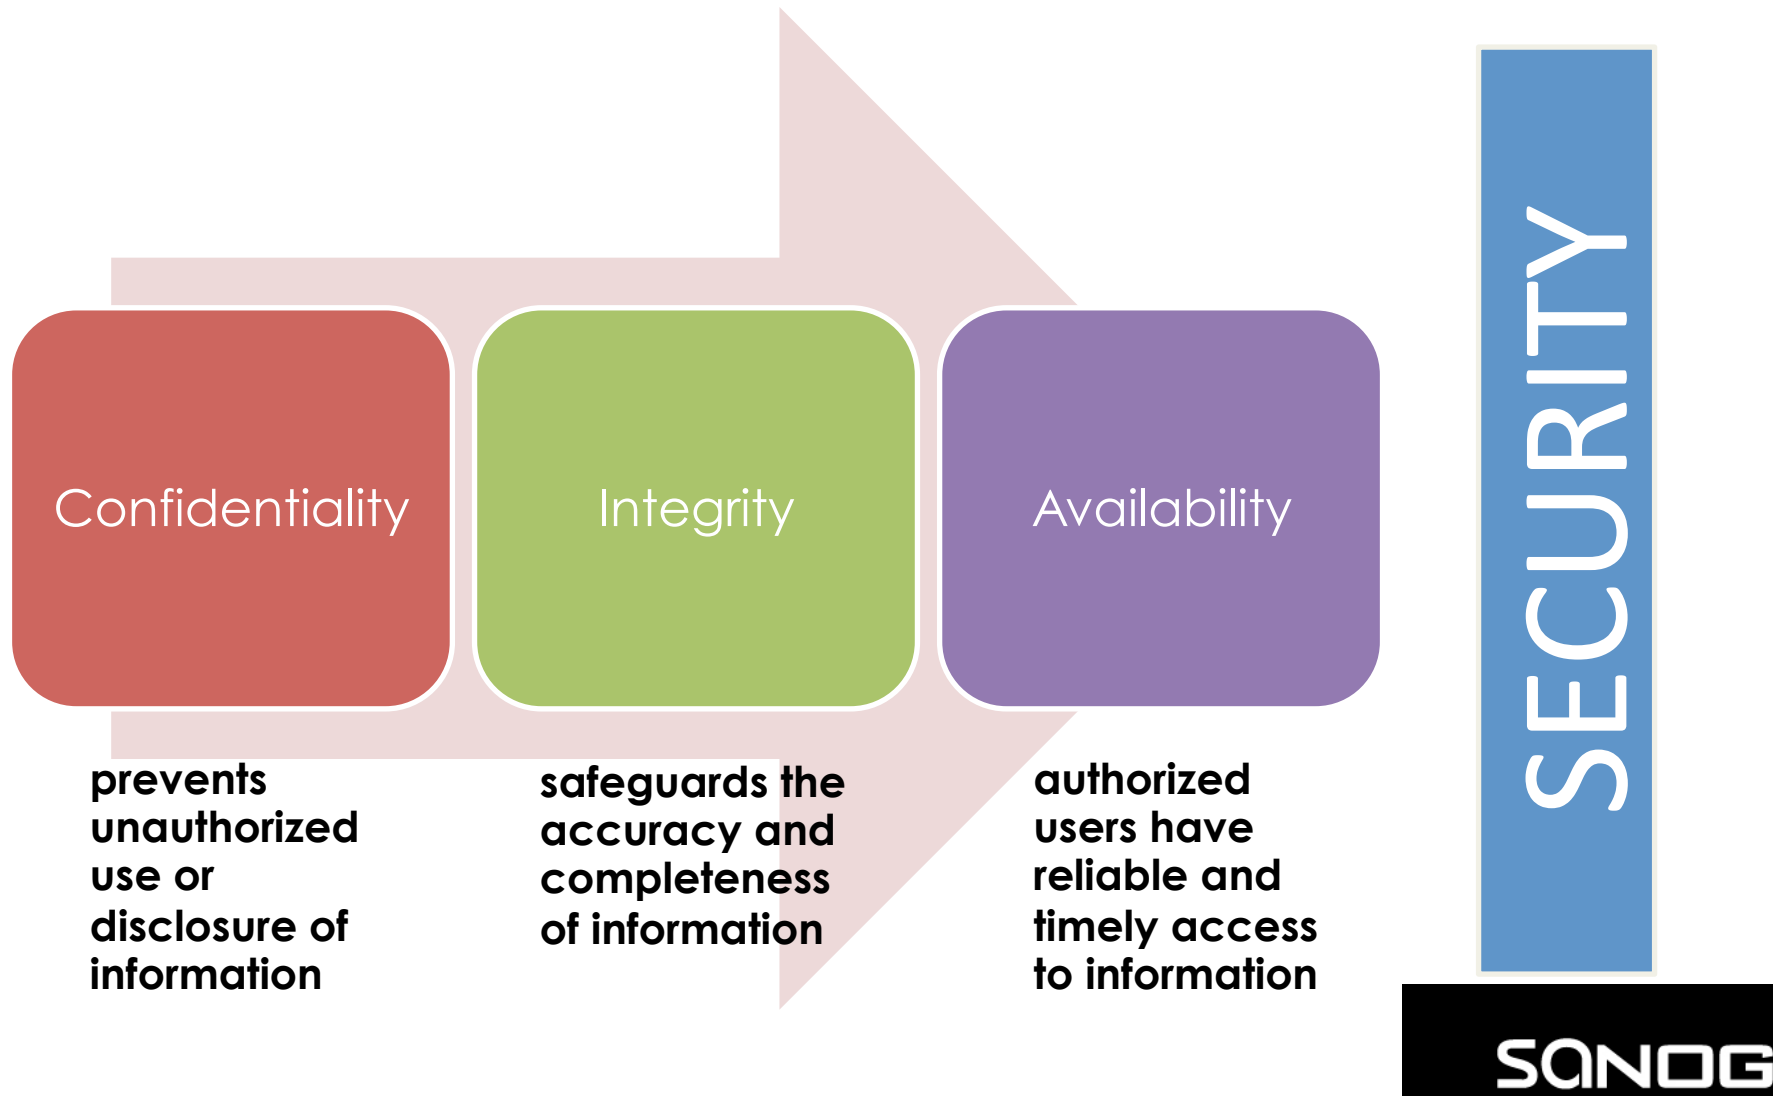 Confidentiality
Integrity
Availability
prevents
unauthorized
use or
disclosure of
information
safeguards the
accuracy and
completeness
of information
authorized
users have
reliable and
timely access
to information
SECURITY
SANOG